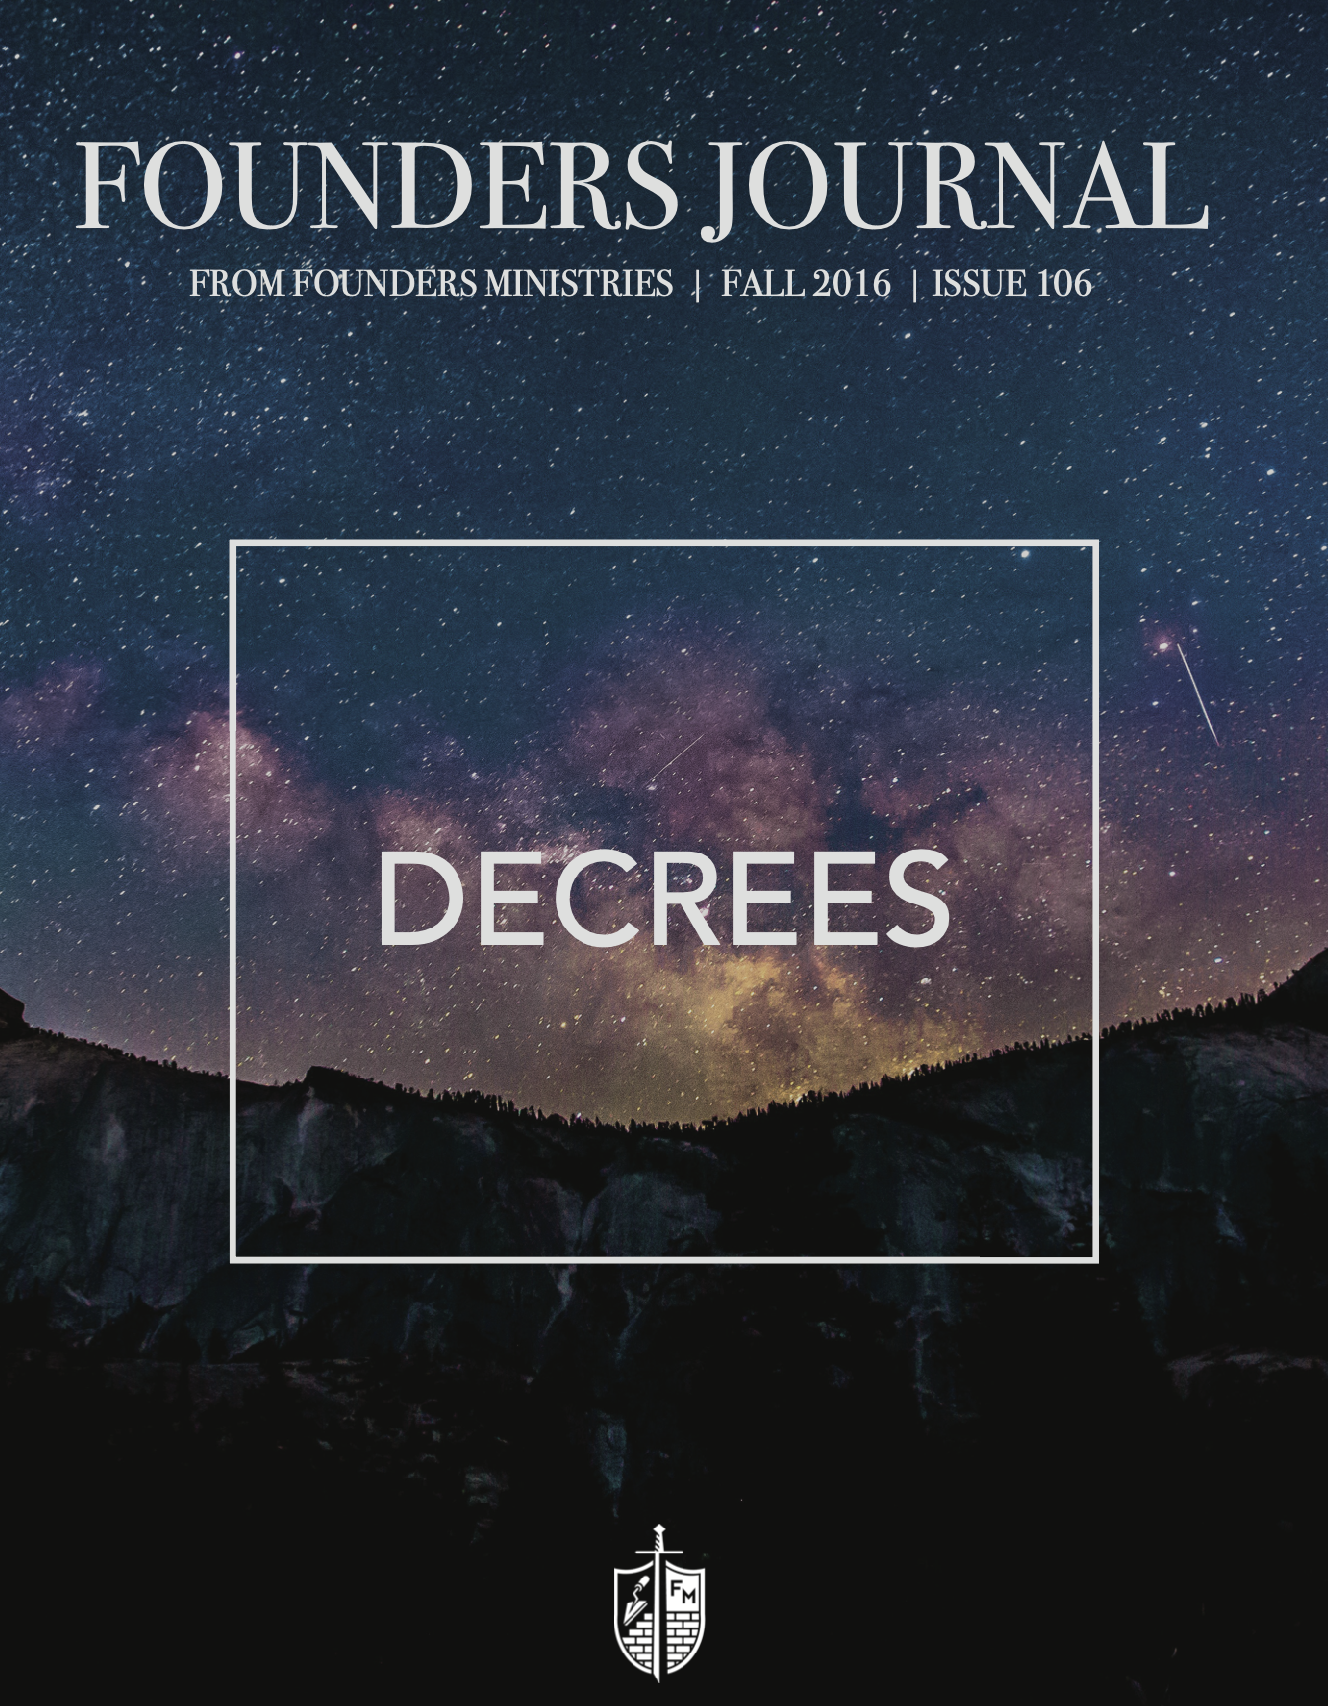 FOUNDERS JOURNAL
FROM FOUNDERS MINISTRIES | FALL 2016 | ISSUE 106
DECREES
FM